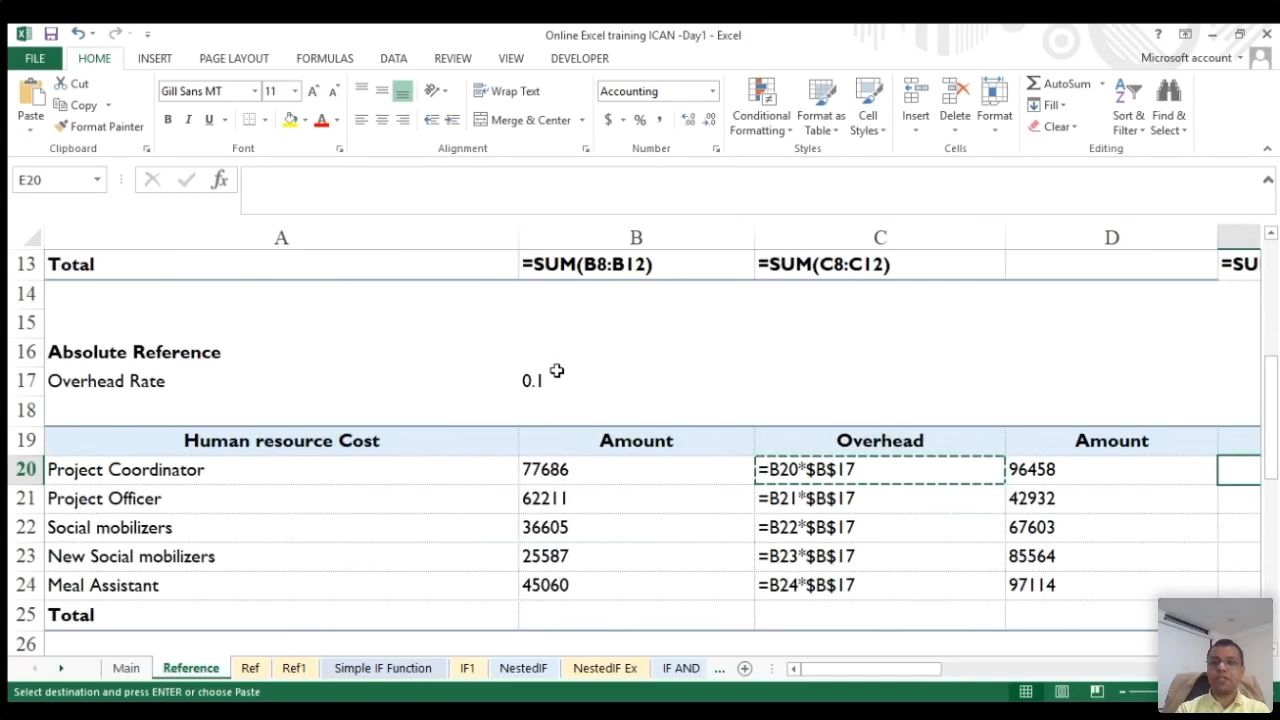 Online Excel training ICAN -Day1 - Excel
FILE HOME INSERT PAGE LAYOUT FORMULAS DATA REVIEW VIEW DEVELOPER Microsoft account
Paste Cut Copy Format Painter
Clipboard
Gill Sans MT 11
B I U
Font
Wrap Text
Merge & Center
Alignment
Accounting
$ % ,
Number
Conditional Formatting Format as Table Cell Styles
Styles
Insert Delete Format
Cells
AutoSum Fill Clear Sort & Filter Find & Select
Editing
E20 fx
A B C D
13 Total =SUM(B8:B12) =SUM(C8:C12) =SU
14
15
16 Absolute Reference
17 Overhead Rate 0.1
18
19 Human resource Cost Amount Overhead Amount
20 Project Coordinator 77686 =B20*$B$17 96458
21 Project Officer 62211 =B21*$B$17 42932
22 Social mobilizers 36605 =B22*$B$17 67603
23 New Social mobilizers 25587 =B23*$B$17 85564
24 Meal Assistant 45060 =B24*$B$17 97114
25 Total
26
Main Reference Ref Ref1 Simple IF Function IF1 NestedIF NestedIF Ex IF AND ...
Select destination and press ENTER or choose Paste